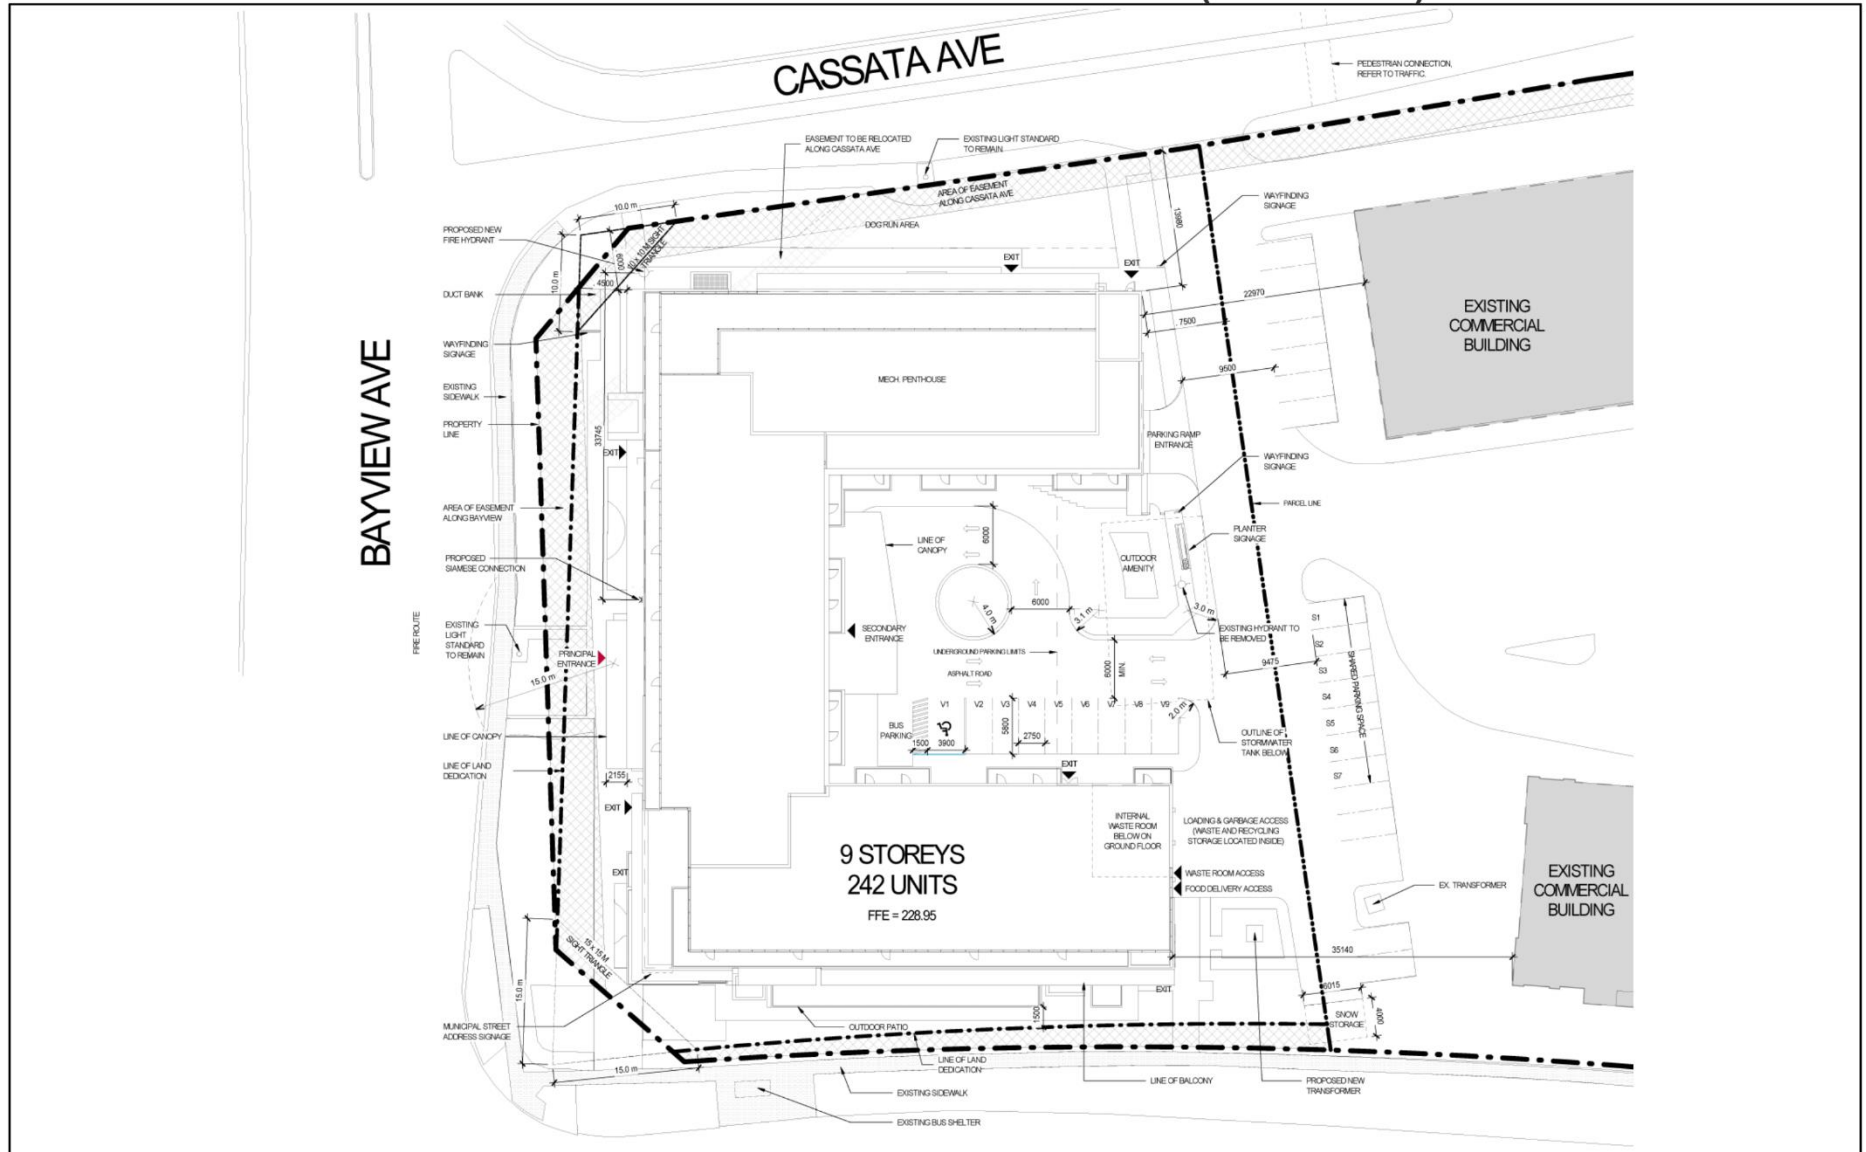 CASSATA AVE
PEDESTRIAN CONNECTION,
REFER TO TRAFFIC.
EASEMENT TO BE RELOCATED
ALONG CASSATA AVE
EXISTING LIGHT STANDARD
TO REMAIN
AREA OF EASEMENT
ALONG CASSATA AVE
DOG RUN AREA
WAYFINDING
SIGNAGE
10.0 m
PROPOSED NEW
FIRE HYDRANT
10 x 10 M SIGHT
TRIANGLE
6000
10.0 m
4500
13980
EXIT
EXIT
DUCT BANK
22970
7500
EXISTING
COMMERCIAL
BUILDING
BAYVIEW AVE
WAYFINDING
SIGNAGE
EXISTING
SIDEWALK
MECH. PENTHOUSE
9500
PROPERTY
LINE
33745
EXIT
PARKING RAMP
ENTRANCE
WAYFINDING
SIGNAGE
AREA OF EASEMENT
ALONG BAYVIEW
PARCEL LINE
LINE OF
CANOPY
6000
PLANTER
SIGNAGE
OUTDOOR
AMENITY
PROPOSED
SIAMESE CONNECTION
4.0 m
6000
3.1 m
3.0 m
FIRE ROUTE
EXISTING
LIGHT
STANDARD
TO REMAIN
SECONDARY
ENTRANCE
EXISTING HYDRANT TO
BE REMOVED
S1
S2
S3
S4
S5
S6
S7
SHARED PARKING SPACE
PRINCIPAL
ENTRANCE
15.0 m
UNDERGROUND PARKING LIMITS
ASPHALT ROAD
6000
MIN.
9475
V1
V2
V3
V4
V5
V6
V7
V8
V9
2.0 m
BUS
PARKING
5800
1500
3900
2750
LINE OF CANOPY
OUTLINE OF
STORMWATER
TANK BELOW
LINE OF LAND
DEDICATION
2155
EXIT
EXIT
INTERNAL
WASTE ROOM
BELOW ON
GROUND FLOOR
LOADING & GARBAGE ACCESS
(WASTE AND RECYCLING
STORAGE LOCATED INSIDE)
9 STOREYS
242 UNITS
FFE = 228.95
EXIT
WASTE ROOM ACCESS
FOOD DELIVERY ACCESS
EX. TRANSFORMER
EXISTING
COMMERCIAL
BUILDING
15 x 15 M
SIGHT TRIANGLE
35140
15.0 m
EXIT
6015
SNOW
STORAGE
4000
MUNICIPAL STREET
ADDRESS SIGNAGE
OUTDOOR PATIO
1500
LINE OF LAND
DEDICATION
15.0 m
LINE OF BALCONY
PROPOSED NEW
TRANSFORMER
EXISTING SIDEWALK
EXISTING BUS SHELTER